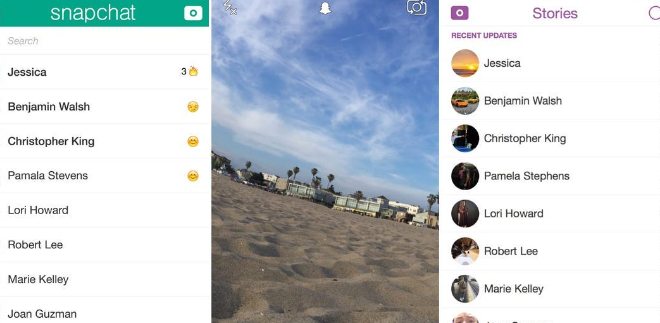 snapchat
Search
Jessica 3
Benjamin Walsh
Christopher King
Pamala Stevens
Lori Howard
Robert Lee
Marie Kelley
Joan Guzman
Stories
RECENT UPDATES
Jessica
Benjamin Walsh
Christopher King
Pamela Stephens
Lori Howard
Robert Lee
Marie Kelley